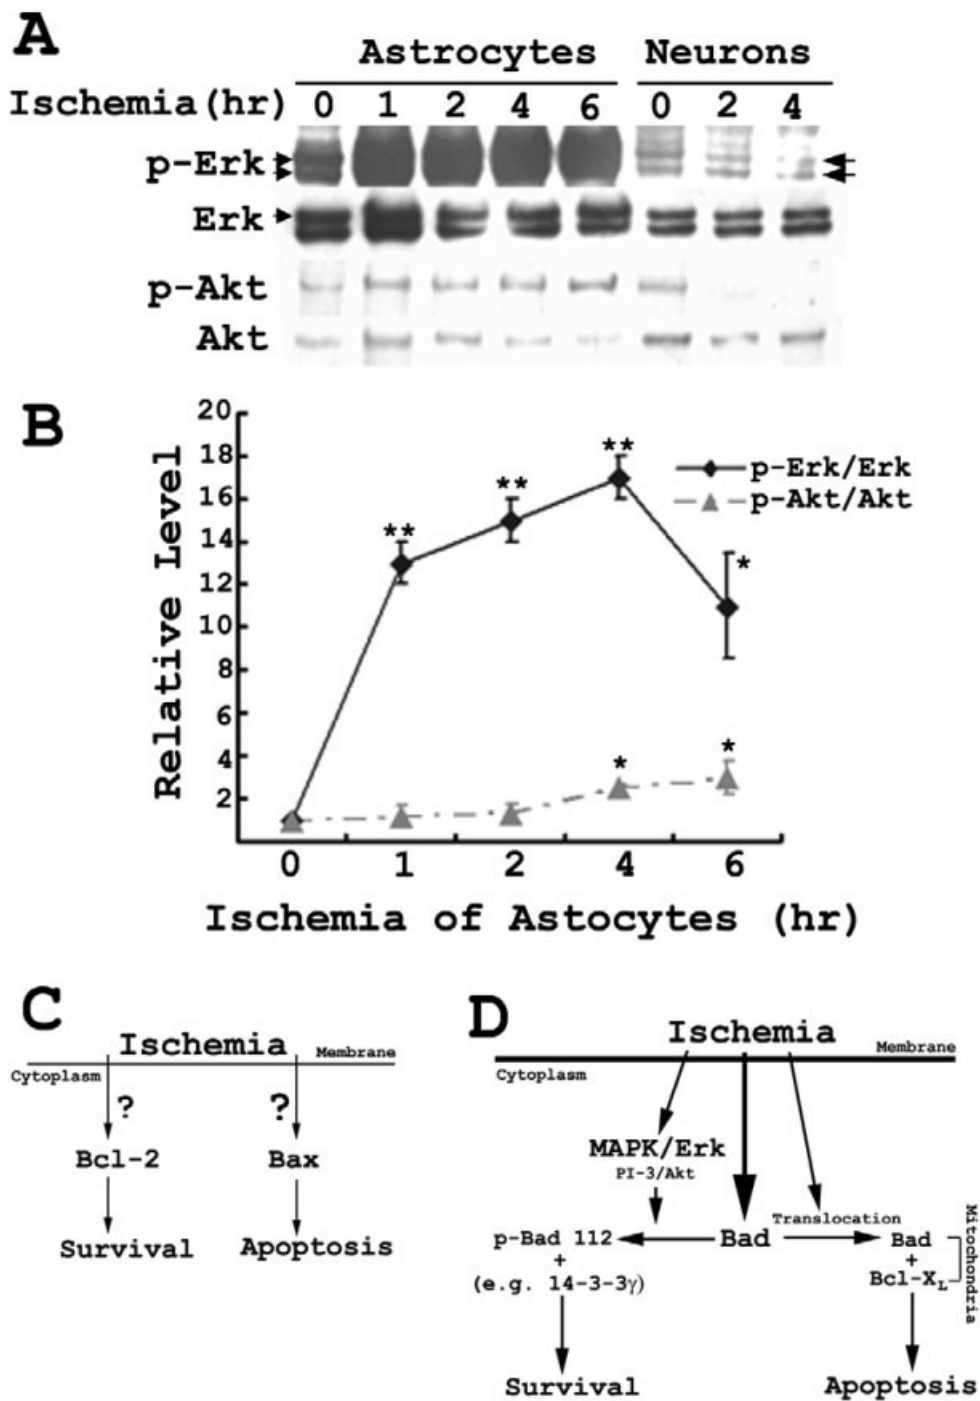 A
Astrocytes Neurons
Ischemia(hr) 0 1 2 4 6 0 2 4
p-Erk
Erk
p-Akt
Akt
B
20
18
16
14
12
10
8
6
4
2
Relative Level
** ** ** *
* *
p-Erk/Erk
p-Akt/Akt
0 1 2 4 6
Ischemia of Astocytes (hr)
C
Ischemia Membrane
Cytoplasm
? ?
Bcl-2 Bax
Survival Apoptosis
D
Ischemia
Membrane
Cytoplasm
MAPK/Erk
PI-3/Akt
Translocation
p-Bad 112 Bad Bad
+ +
(e.g. 14-3-3γ) Bcl-XL
Mitochondria
Survival Apoptosis